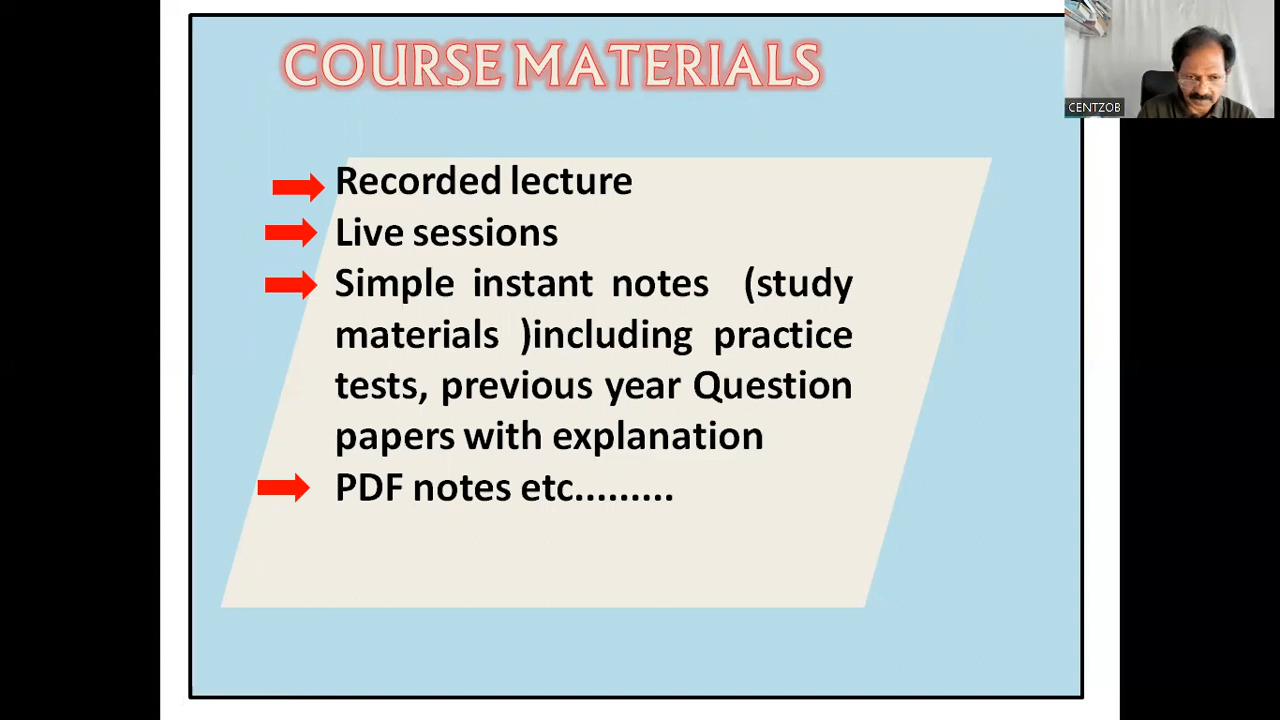 COURSE MATERIALS
CENTZOB
Recorded lecture
Live sessions
Simple instant notes (study
materials )including practice
tests, previous year Question
papers with explanation
PDF notes etc.........